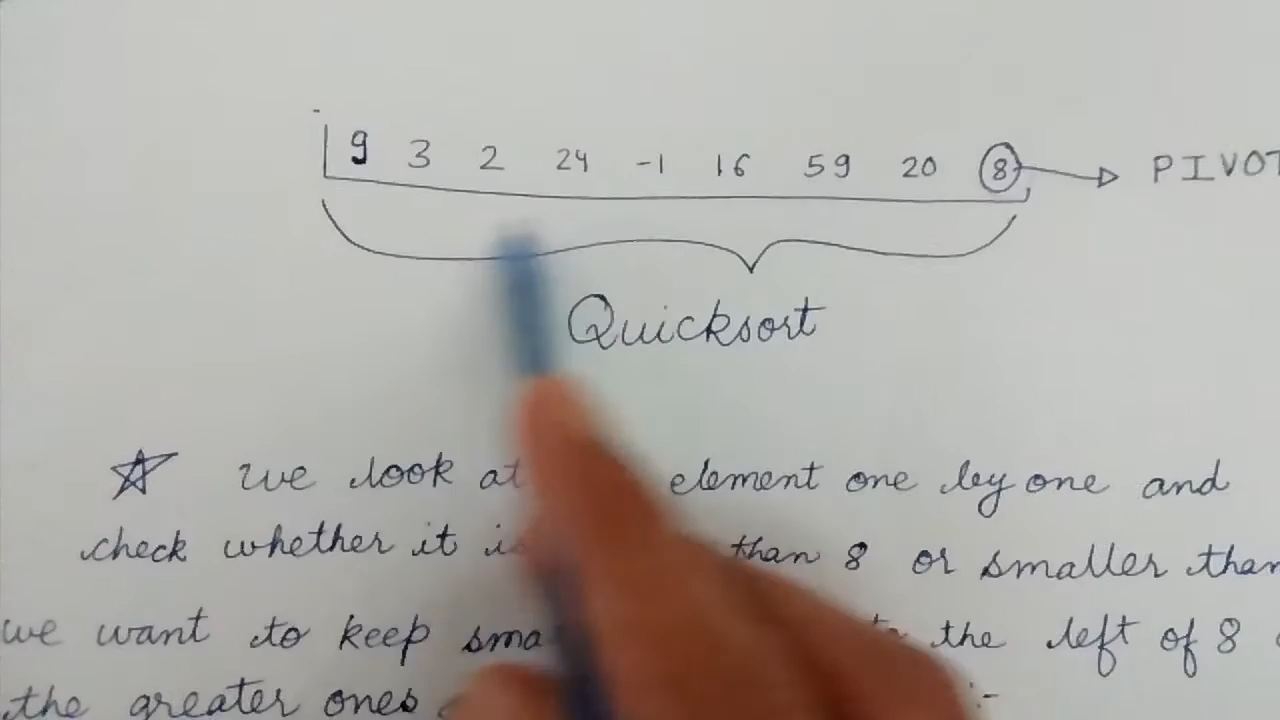 9 3 2 24 -1 16 59 20 8 PIVOT
Quicksort
we look at element one by one and
check whether it is than 8 or smaller than
we want to keep the left of 8
the greater ones :-